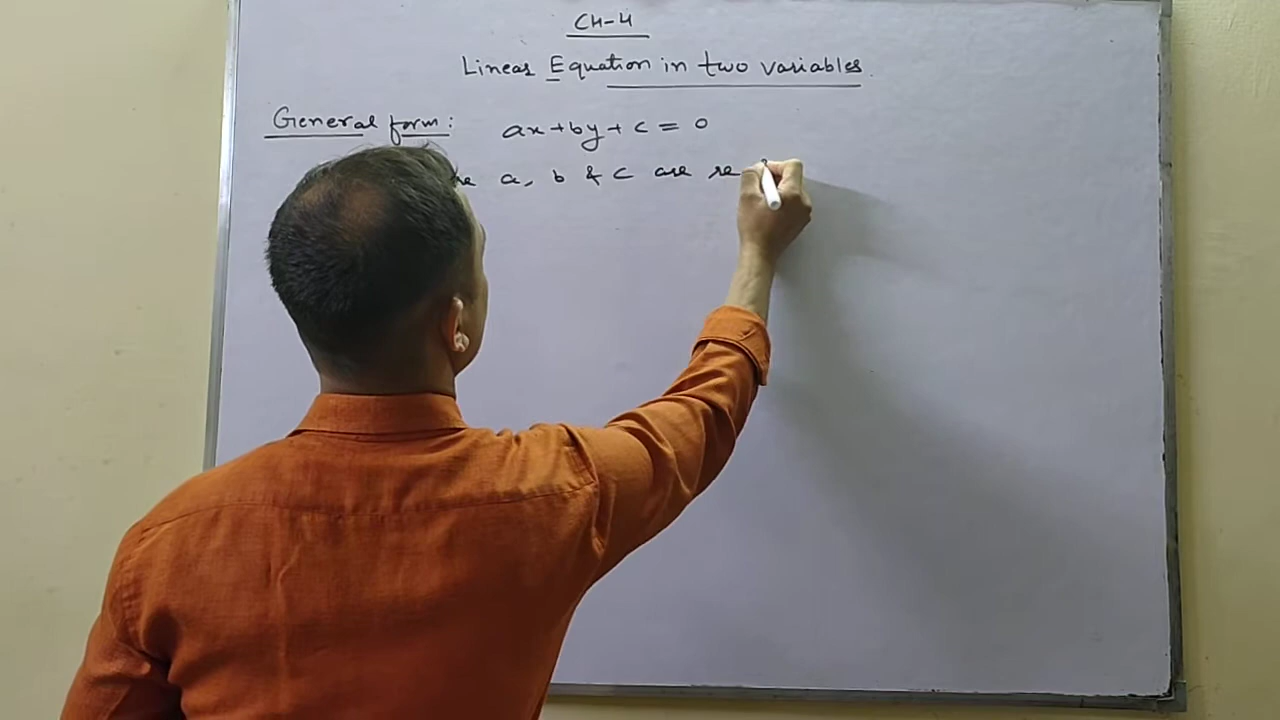 CH-4
Linear Equation in two variables
General form: ax+by+c=0
a, b & c are